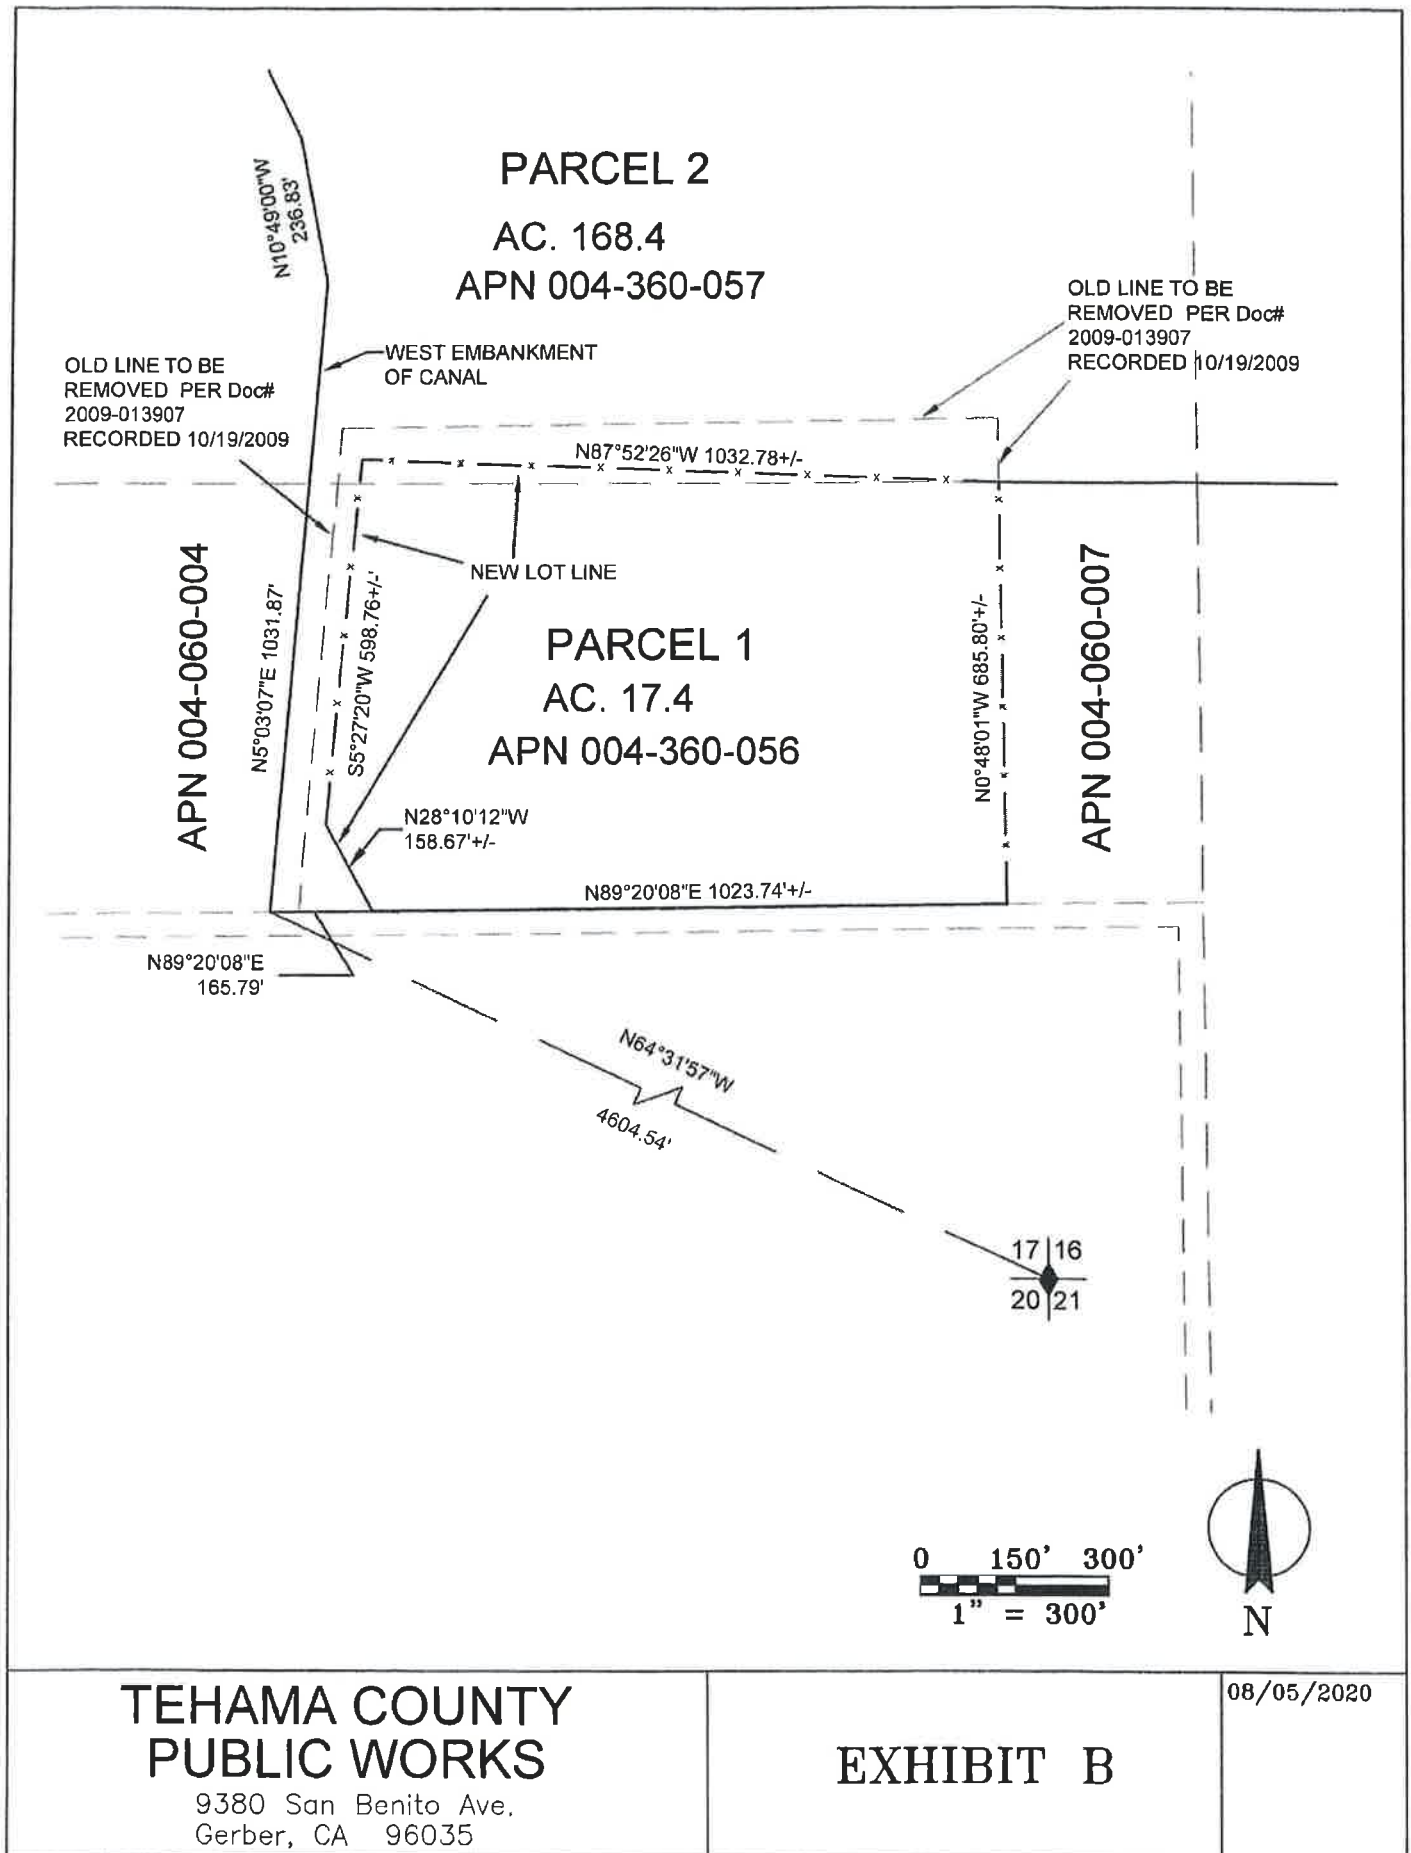 PARCEL 2
AC. 168.4
APN 004-360-057
N10°49'00"W
236.83'
OLD LINE TO BE
REMOVED PER Doc#
2009-013907
RECORDED 10/19/2009
WEST EMBANKMENT
OF CANAL
OLD LINE TO BE
REMOVED PER Doc#
2009-013907
RECORDED 10/19/2009
N87°52'26"W 1032.78+/-
NEW LOT LINE
APN 004-060-004
N5°03'07"E 1031.87'
S5°27'20"W 598.76+/-'
PARCEL 1
AC. 17.4
APN 004-360-056
N0°48'01"W 685.80'+/-
APN 004-060-007
N28°10'12"W
158.67'+/-
N89°20'08"E 1023.74'+/-
N89°20'08"E
165.79'
N64°31'57"W
4604.54'
17 16
20 21
0 150' 300'
1" = 300'
N
TEHAMA COUNTY
PUBLIC WORKS
9380 San Benito Ave.
Gerber, CA 96035
EXHIBIT B
08/05/2020